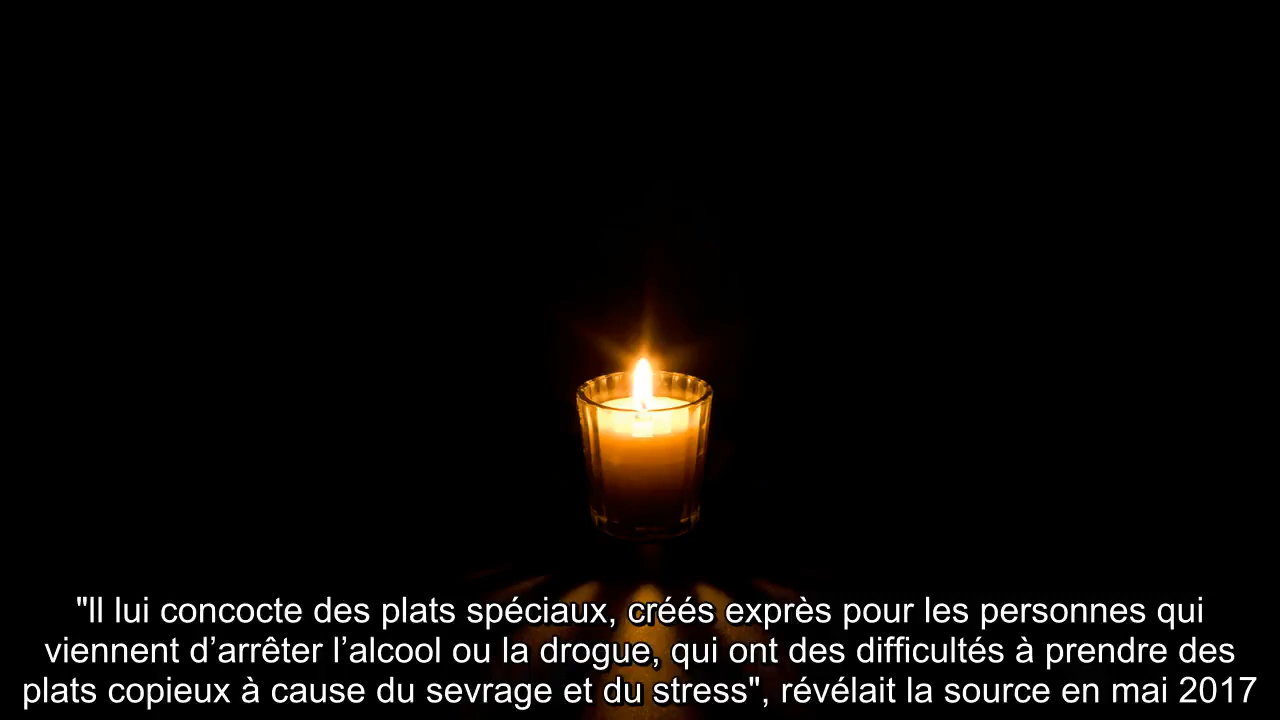 "Il lui concocte des plats spéciaux, créés exprès pour les personnes qui
viennent d’arrêter l’alcool ou la drogue, qui ont des difficultés à prendre des
plats copieux à cause du sevrage et du stress", révélait la source en mai 2017